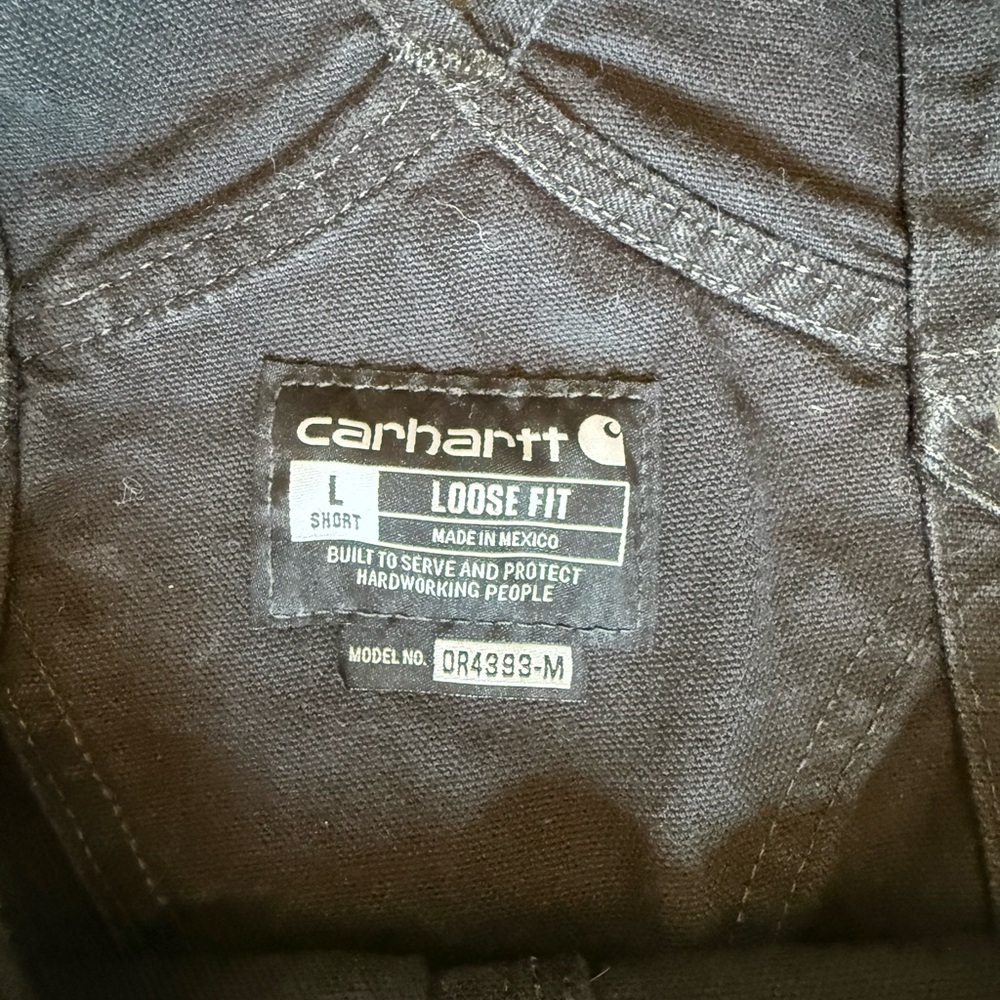 carhartt
L
SHORT
LOOSE FIT
MADE IN MEXICO
BUILT TO SERVE AND PROTECT
HARDWORKING PEOPLE
MODEL NO. OR4393-M